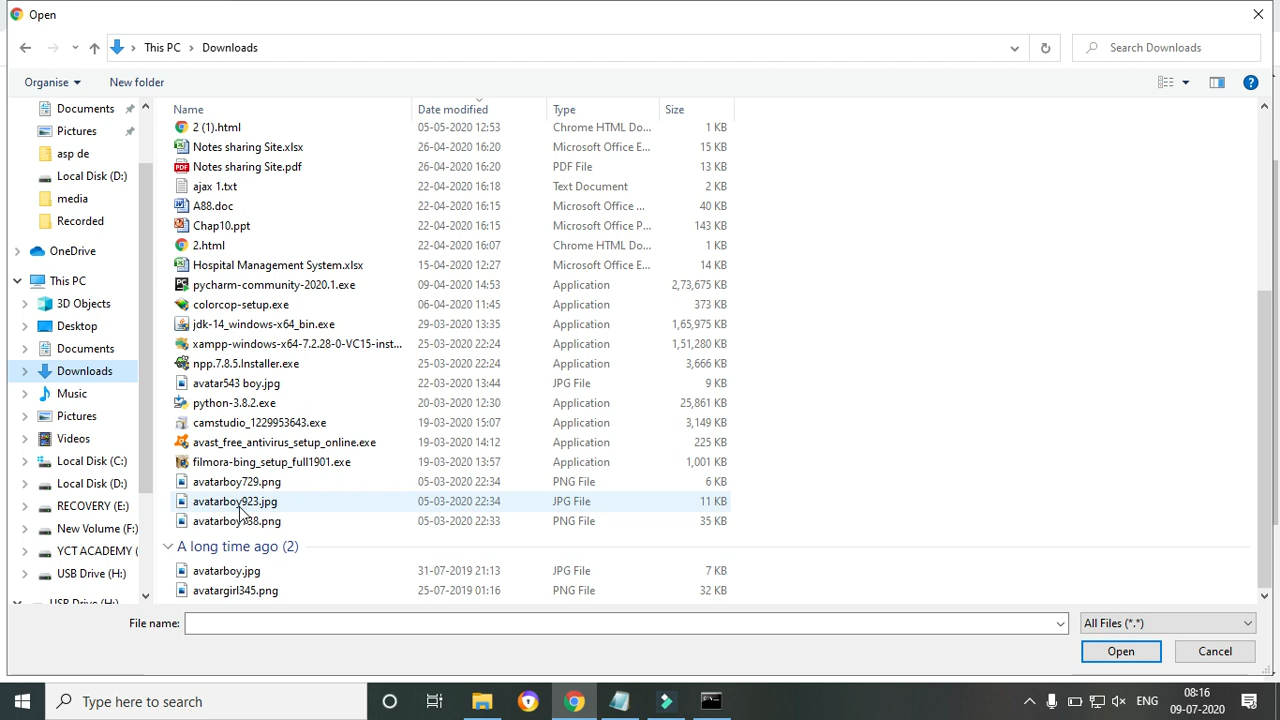 Open
This PC > Downloads
Search Downloads
Organise New folder
Documents
Pictures
asp de
Local Disk (D:)
media
Recorded
OneDrive
This PC
3D Objects
Desktop
Documents
Downloads
Music
Pictures
Videos
Local Disk (C:)
Local Disk (D:)
RECOVERY (E:)
New Volume (F:)
YCT ACADEMY (
USB Drive (H:)
USB Drive (H:)
Name Date modified Type Size
2 (1).html 05-05-2020 12:53 Chrome HTML Do... 1 KB
Notes sharing Site.xlsx 26-04-2020 16:20 Microsoft Office E... 15 KB
Notes sharing Site.pdf 26-04-2020 16:20 PDF File 13 KB
ajax 1.txt 22-04-2020 16:18 Text Document 2 KB
A88.doc 22-04-2020 16:15 Microsoft Office ... 40 KB
Chap10.ppt 22-04-2020 16:15 Microsoft Office P... 143 KB
2.html 22-04-2020 16:07 Chrome HTML Do... 1 KB
Hospital Management System.xlsx 15-04-2020 12:27 Microsoft Office E... 14 KB
pycharm-community-2020.1.exe 09-04-2020 14:53 Application 2,73,675 KB
colorcop-setup.exe 06-04-2020 11:45 Application 373 KB
jdk-14_windows-x64_bin.exe 29-03-2020 13:35 Application 1,65,975 KB
xampp-windows-x64-7.2.28-0-VC15-inst... 25-03-2020 22:24 Application 1,51,280 KB
npp.7.8.5.Installer.exe 25-03-2020 22:24 Application 3,666 KB
avatar543 boy.jpg 22-03-2020 13:44 JPG File 9 KB
python-3.8.2.exe 20-03-2020 12:30 Application 25,861 KB
camstudio_1229953643.exe 19-03-2020 15:07 Application 3,149 KB
avast_free_antivirus_setup_online.exe 19-03-2020 14:12 Application 225 KB
filmora-bing_setup_full1901.exe 19-03-2020 13:57 Application 1,001 KB
avatarboy729.png 05-03-2020 22:34 PNG File 6 KB
avatarboy923.jpg 05-03-2020 22:34 JPG File 11 KB
05-03-2020 22:33 PNG File 35 KB
A long time ago (2)
avatarboy.jpg 31-07-2019 21:13 JPG File 7 KB
avatargirl345.png 25-07-2019 01:16 PNG File 32 KB
File name: All Files (*.*)
Open Cancel
Type here to search
ENG
08:16
09-07-2020